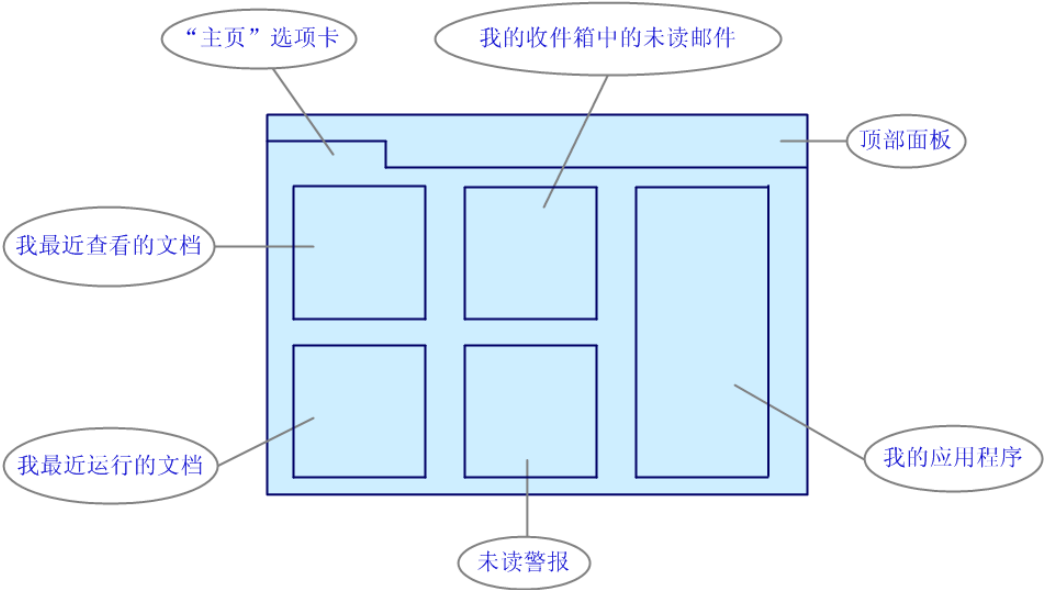 “主页”选项卡
我的收件箱中的未读邮件
顶部面板
我最近查看的文档
我最近运行的文档
我的应用程序
未读警报